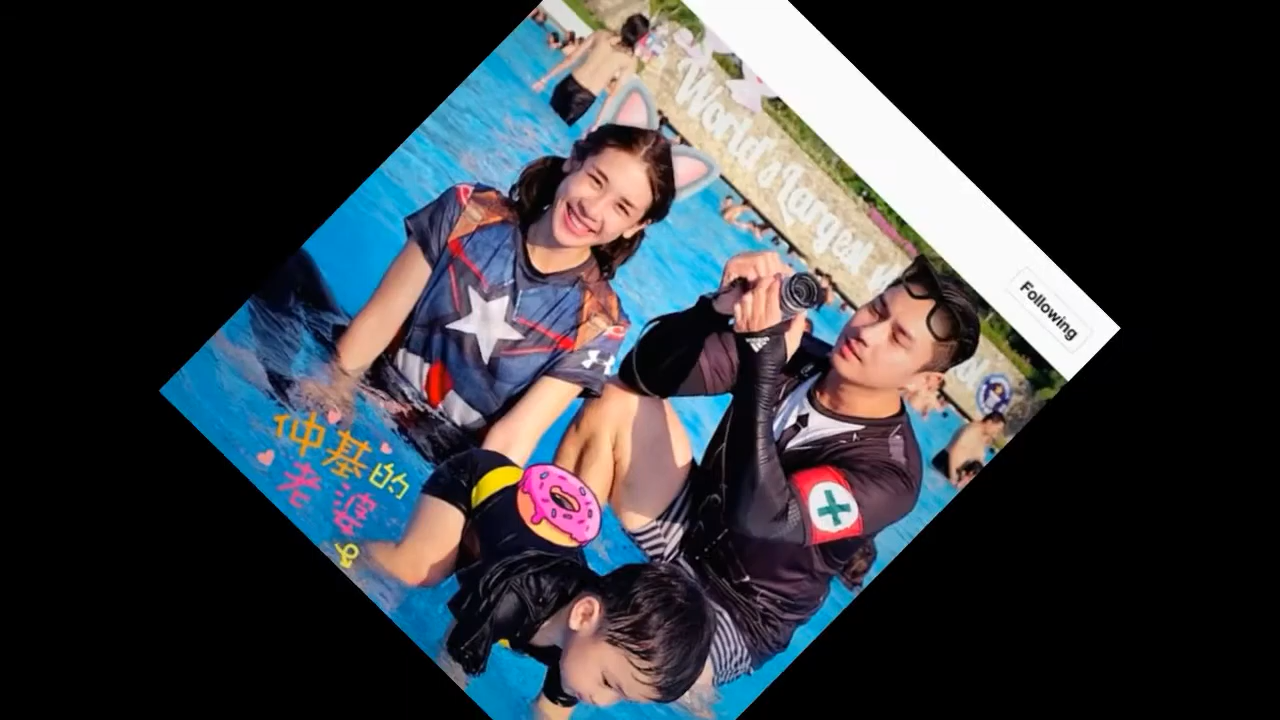 Following
World's Largest
仲基的
老婆